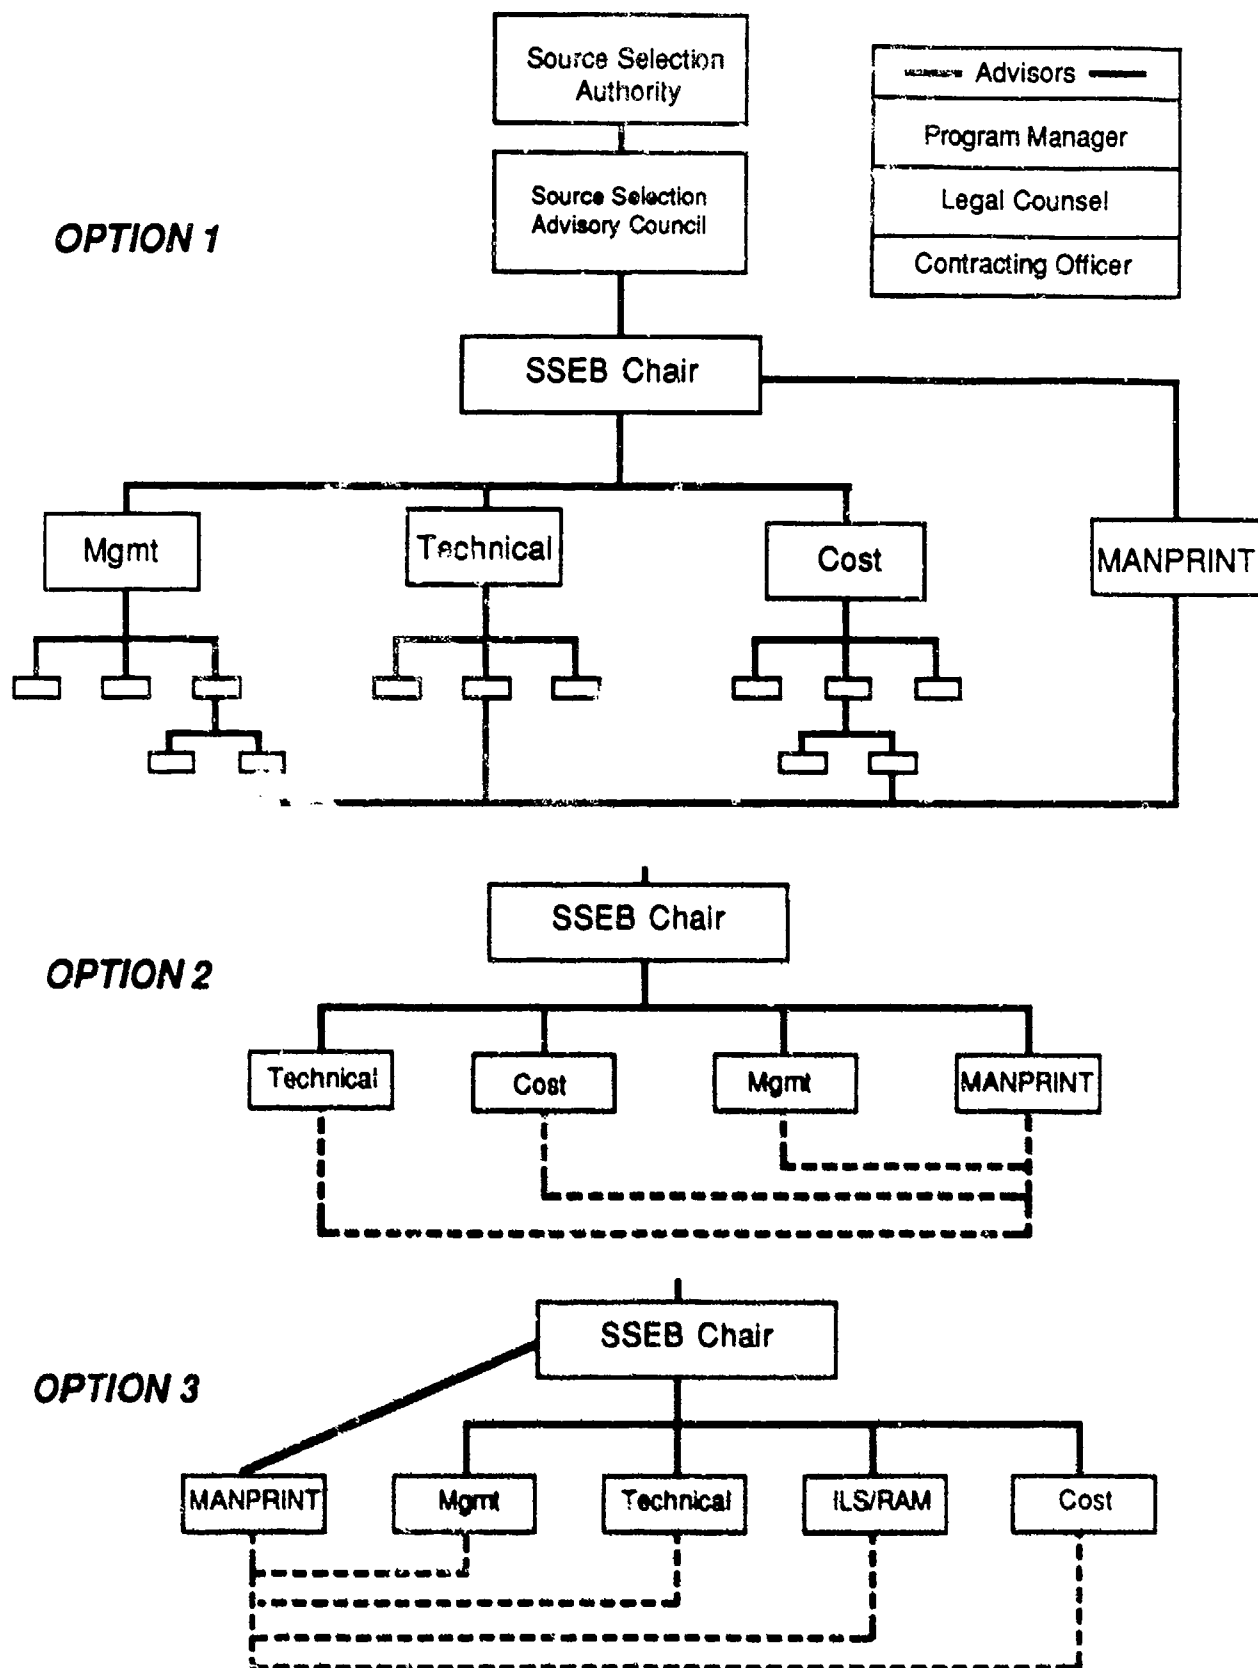 Source Selection
Authority
Advisors
Program Manager
Legal Counsel
Contracting Officer
Source Selection
Advisory Council
OPTION 1
SSEB Chair
Mgmt
Technical
Cost
MANPRINT
SSEB Chair
OPTION 2
Technical
Cost
Mgmt
MANPRINT
SSEB Chair
OPTION 3
MANPRINT
Mgmt
Technical
ILS/RAM
Cost